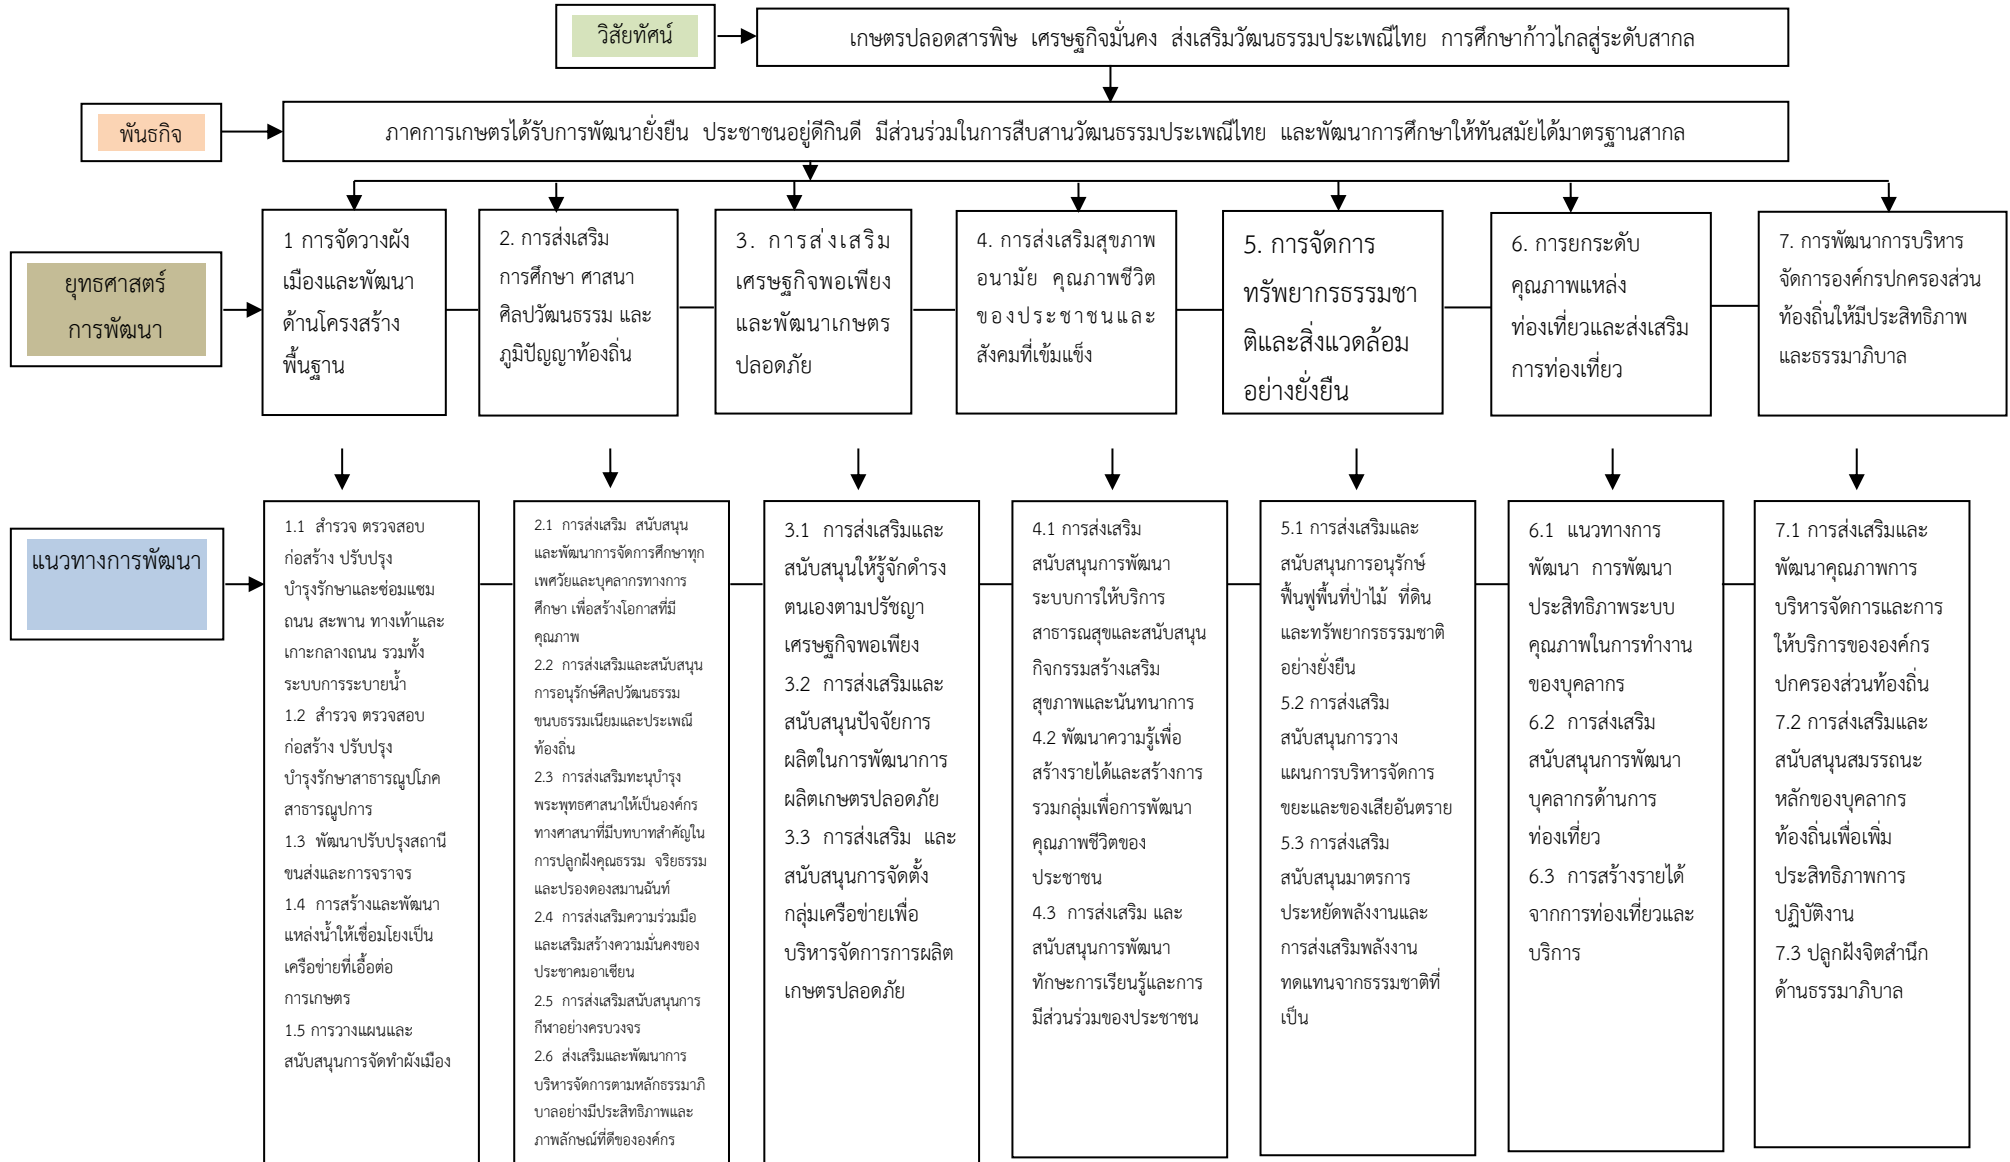 วิสัยทัศน์
เกษตรปลอดสารพิษ เศรษฐกิจมั่นคง ส่งเสริมวัฒนธรรมประเพณีไทย การศึกษาก้าวไกลสู่ระดับสากล
พันธกิจ
ภาคการเกษตรได้รับการพัฒนายั่งยืน ประชาชนอยู่ดีกินดี มีส่วนร่วมในการสืบสานวัฒนธรรมประเพณีไทย และพัฒนาการศึกษาให้ทันสมัยได้มาตรฐานสากล
ยุทธศาสตร์
การพัฒนา
1 การจัดวางผัง
เมืองและพัฒนา
ด้านโครงสร้าง
พื้นฐาน
2. การส่งเสริม
การศึกษา ศาสนา
ศิลปวัฒนธรรม และ
ภูมิปัญญาท้องถิ่น
3. การส่งเสริม
เศรษฐกิจพอเพียง
และพัฒนาเกษตร
ปลอดภัย
4. การส่งเสริมสุขภาพ
อนามัย คุณภาพชีวิต
ของประชาชนและ
สังคมที่เข้มแข็ง
5. การจัดการ
ทรัพยากรธรรมชา
ติและสิ่งแวดล้อม
อย่างยั่งยืน
6. การยกระดับ
คุณภาพแหล่ง
ท่องเที่ยวและส่งเสริม
การท่องเที่ยว
7. การพัฒนาการบริหาร
จัดการองค์กรปกครองส่วน
ท้องถิ่นให้มีประสิทธิภาพ
และธรรมาภิบาล
แนวทางการพัฒนา
1.1 สำรวจ ตรวจสอบ
ก่อสร้าง ปรับปรุง
บำรุงรักษาและซ่อมแซม
ถนน สะพาน ทางเท้าและ
เกาะกลางถนน รวมทั้ง
ระบบการระบายน้ำ
1.2 สำรวจ ตรวจสอบ
ก่อสร้าง ปรับปรุง
บำรุงรักษาสาธารณูปโภค
สาธารณูปการ
1.3 พัฒนาปรับปรุงสถานี
ขนส่งและการจราจร
1.4 การสร้างและพัฒนา
แหล่งน้ำให้เชื่อมโยงเป็น
เครือข่ายที่เอื้อต่อ
การเกษตร
1.5 การวางแผนและ
สนับสนุนการจัดทำผังเมือง
2.1 การส่งเสริม สนับสนุน
และพัฒนาการจัดการศึกษาทุก
เพศวัยและบุคลากรทางการ
ศึกษา เพื่อสร้างโอกาสที่มี
คุณภาพ
2.2 การส่งเสริมและสนับสนุน
การอนุรักษ์ศิลปวัฒนธรรม
ขนบธรรมเนียมและประเพณี
ท้องถิ่น
2.3 การส่งเสริมทะนุบำรุง
พระพุทธศาสนาให้เป็นองค์กร
ทางศาสนาที่มีบทบาทสำคัญใน
การปลูกฝังคุณธรรม จริยธรรม
และปรองดองสมานฉันท์
2.4 การส่งเสริมความร่วมมือ
และเสริมสร้างความมั่นคงของ
ประชาคมอาเซียน
2.5 การส่งเสริมสนับสนุนการ
กีฬาอย่างครบวงจร
2.6 ส่งเสริมและพัฒนาการ
บริหารจัดการตามหลักธรรมาภิ
บาลอย่างมีประสิทธิภาพและ
ภาพลักษณ์ที่ดีขององค์กร
3.1 การส่งเสริมและ
สนับสนุนให้รู้จักดำรง
ตนเองตามปรัชญา
เศรษฐกิจพอเพียง
3.2 การส่งเสริมและ
สนับสนุนปัจจัยการ
ผลิตในการพัฒนาการ
ผลิตเกษตรปลอดภัย
3.3 การส่งเสริม และ
สนับสนุนการจัดตั้ง
กลุ่มเครือข่ายเพื่อ
บริหารจัดการการผลิต
เกษตรปลอดภัย
4.1 การส่งเสริม
สนับสนุนการพัฒนา
ระบบการให้บริการ
สาธารณสุขและสนับสนุน
กิจกรรมสร้างเสริม
สุขภาพและนันทนาการ
4.2 พัฒนาความรู้เพื่อ
สร้างรายได้และสร้างการ
รวมกลุ่มเพื่อการพัฒนา
คุณภาพชีวิตของ
ประชาชน
4.3 การส่งเสริม และ
สนับสนุนการพัฒนา
ทักษะการเรียนรู้และการ
มีส่วนร่วมของประชาชน
5.1 การส่งเสริมและ
สนับสนุนการอนุรักษ์
ฟื้นฟูพื้นที่ป่าไม้ ที่ดิน
และทรัพยากรธรรมชาติ
อย่างยั่งยืน
5.2 การส่งเสริม
สนับสนุนการวาง
แผนการบริหารจัดการ
ขยะและของเสียอันตราย
5.3 การส่งเสริม
สนับสนุนมาตรการ
ประหยัดพลังงานและ
การส่งเสริมพลังงาน
ทดแทนจากธรรมชาติที่
เป็น
6.1 แนวทางการ
พัฒนา การพัฒนา
ประสิทธิภาพระบบ
คุณภาพในการทำงาน
ของบุคลากร
6.2 การส่งเสริม
สนับสนุนการพัฒนา
บุคลากรด้านการ
ท่องเที่ยว
6.3 การสร้างรายได้
จากการท่องเที่ยวและ
บริการ
7.1 การส่งเสริมและ
พัฒนาคุณภาพการ
บริหารจัดการและการ
ให้บริการขององค์กร
ปกครองส่วนท้องถิ่น
7.2 การส่งเสริมและ
สนับสนุนสมรรถนะ
หลักของบุคลากร
ท้องถิ่นเพื่อเพิ่ม
ประสิทธิภาพการ
ปฏิบัติงาน
7.3 ปลูกฝังจิตสำนึก
ด้านธรรมาภิบาล